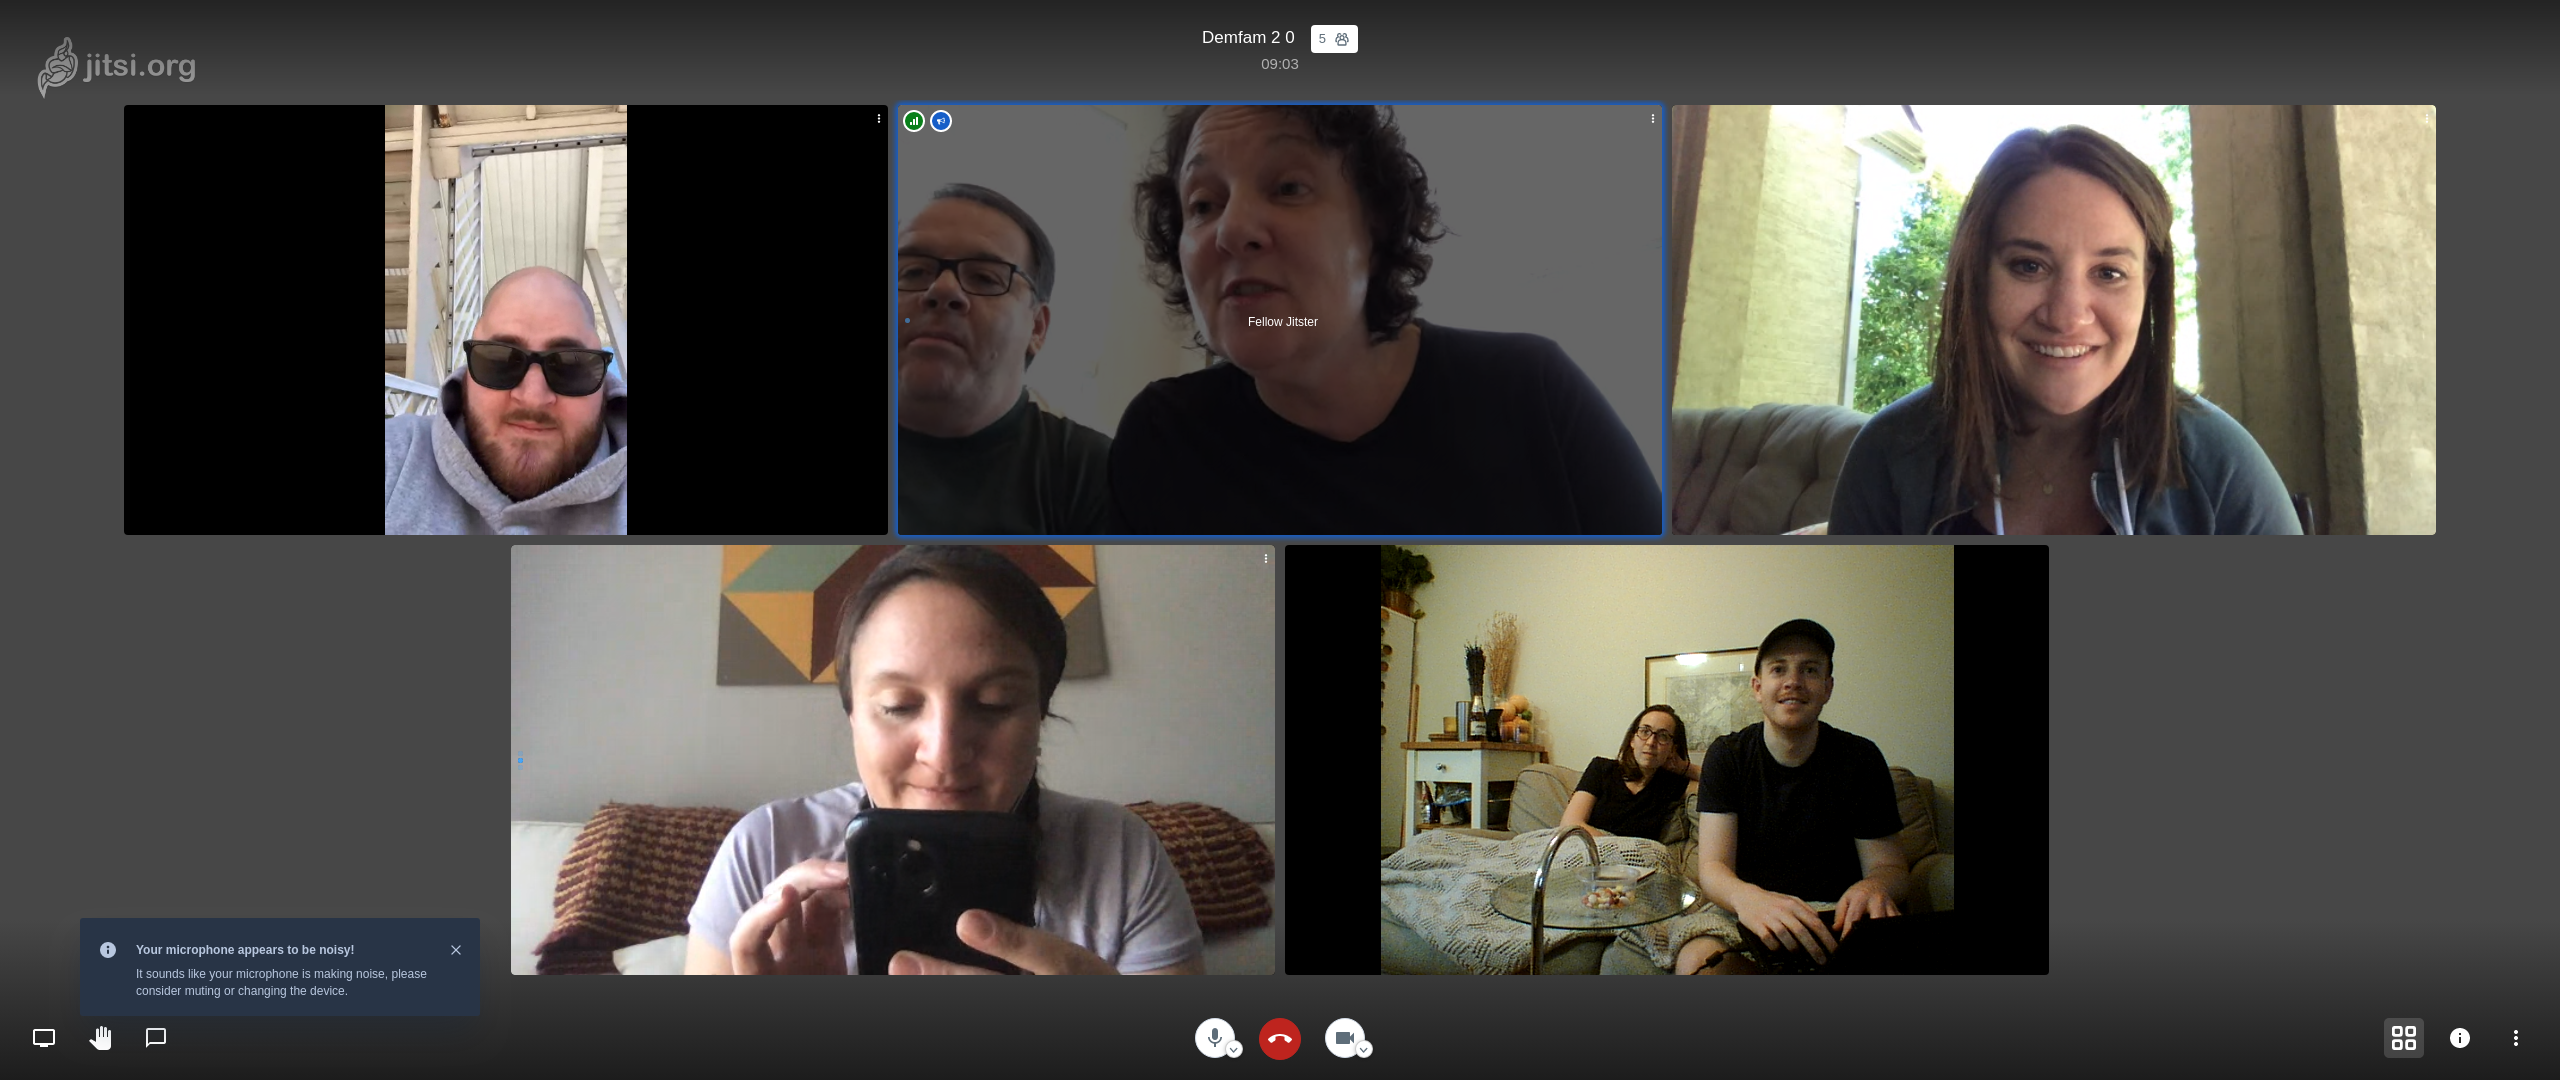 jitsi.org
Demfam 2 0
5
09:03
Fellow Jitster
Your microphone appears to be noisy!
It sounds like your microphone is making noise, please
consider muting or changing the device.